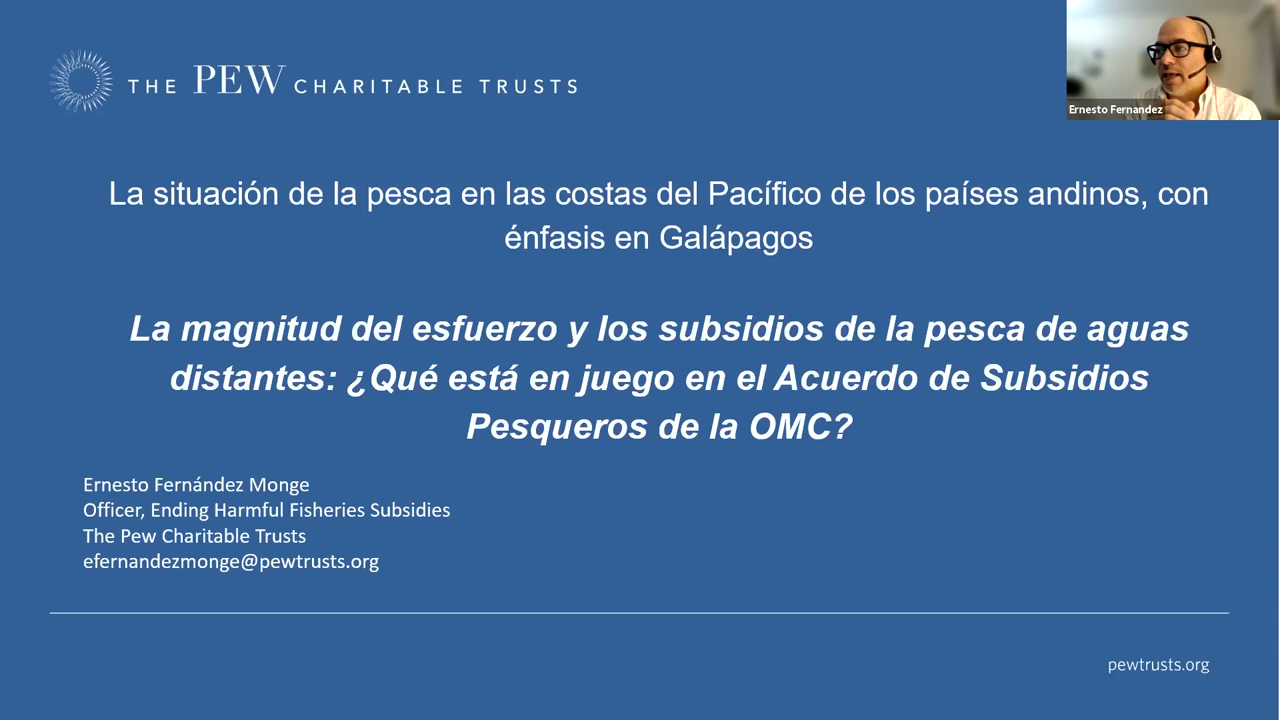 THE PEW CHARITABLE TRUSTS
Ernesto Fernandez
La situación de la pesca en las costas del Pacífico de los países andinos, con
énfasis en Galápagos
La magnitud del esfuerzo y los subsidios de la pesca de aguas
distantes: ¿Qué está en juego en el Acuerdo de Subsidios
Pesqueros de la OMC?
Ernesto Fernández Monge
Officer, Ending Harmful Fisheries Subsidies
The Pew Charitable Trusts
efernandezmonge@pewtrusts.org
pewtrusts.org